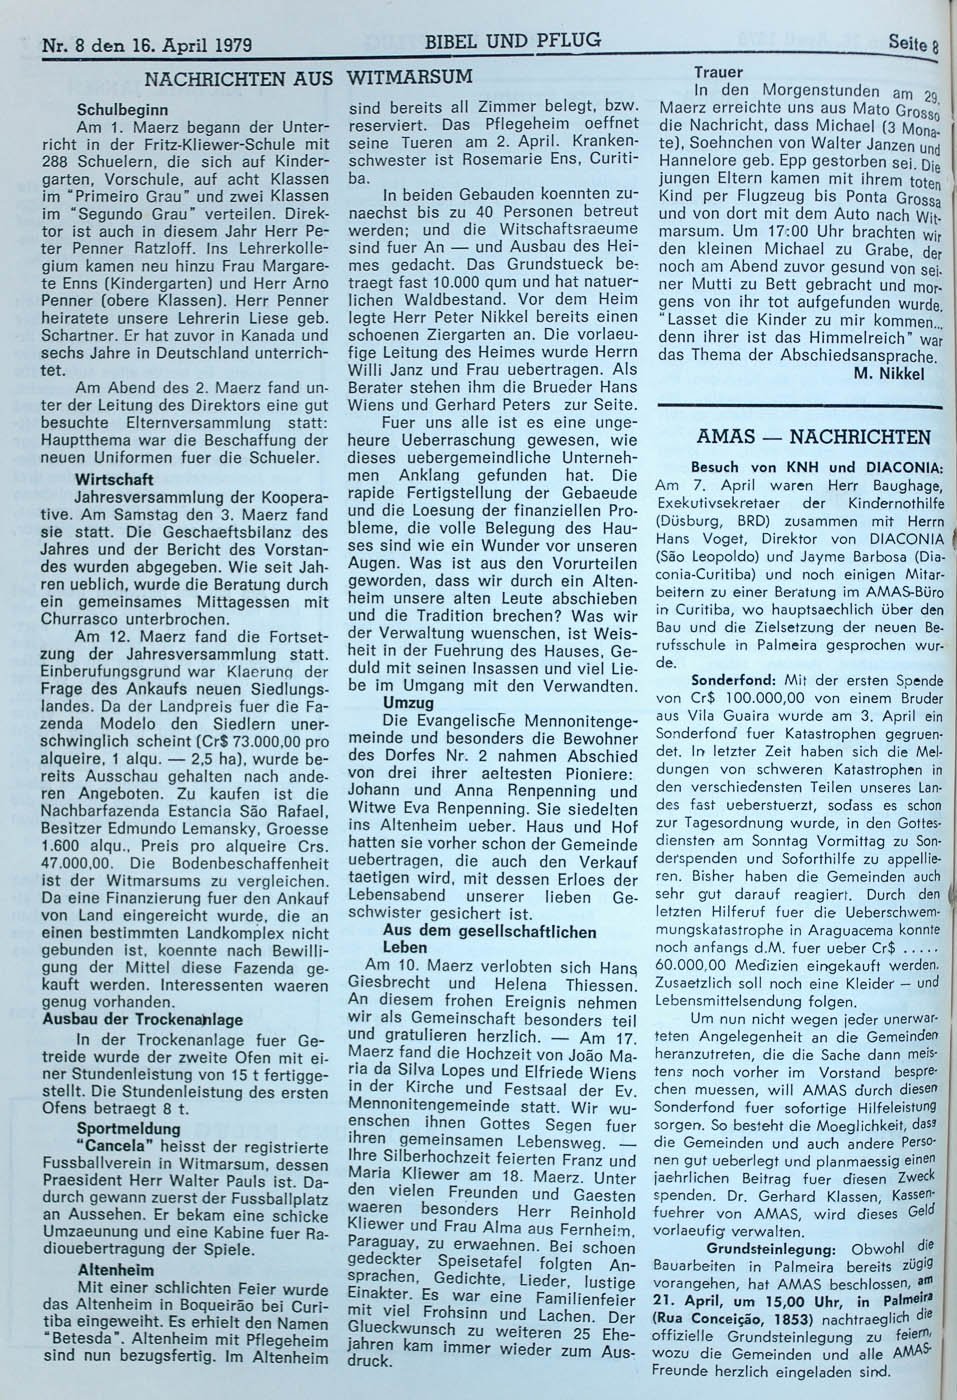 Nr. 8 den 16. April 1979
BIBEL UND PFLUG
Seite 8
NACHRICHTEN AUS WITMARSUM
Schulbeginn
Am 1. Maerz begann der Unter-
richt in der Fritz-Kliewer-Schule mit
288 Schuelern, die sich auf Kinder-
garten, Vorschule, auf acht Klassen
im "Primeiro Grau" und zwei Klassen
im "Segundo Grau" verteilen. Direk-
tor ist auch in diesem Jahr Herr Pe-
ter Penner Ratzloff. Ins Lehrerkolle-
gium kamen neu hinzu Frau Margare-
te Enns (Kindergarten) und Herr Arno
Penner (obere Klassen). Herr Penner
heiratete unsere Lehrerin Liese geb.
Schartner. Er hat zuvor in Kanada und
sechs Jahre in Deutschland unterrich-
tet.
Am Abend des 2. Maerz fand un-
ter der Leitung des Direktors eine gut
besuchte Elternversammlung statt:
Hauptthema war die Beschaffung der
neuen Uniformen fuer die Schueler.
Wirtschaft
Jahresversammlung der Koopera-
tive. Am Samstag den 3. Maerz fand
sie statt. Die Geschaeftsbilanz des
Jahres und der Bericht des Vorstan-
des wurden abgegeben. Wie seit Jah-
ren ueblich, wurde die Beratung durch
ein gemeinsames Mittagessen mit
Churrasco unterbrochen.
Am 12. Maerz fand die Fortset-
zung der Jahresversammlung statt.
Einberufungsgrund war Klaerung der
Frage des Ankaufs neuen Siedlungs-
landes. Da der Landpreis fuer die Fa-
zenda Modelo den Siedlern uner-
schwinglich scheint (Cr$ 73.000,00 pro
alqueire, 1 alqu. — 2,5 ha), wurde be-
reits Ausschau gehalten nach ande-
ren Angeboten. Zu kaufen ist die
Nachbarfazenda Estancia São Rafael,
Besitzer Edmundo Lemansky, Groesse
1.600 alqu., Preis pro alqueire Crs.
47.000,00. Die Bodenbeschaffenheit
ist der Witmarsums zu vergleichen.
Da eine Finanzierung fuer den Ankauf
von Land eingereicht wurde, die an
einen bestimmten Landkomplex nicht
gebunden ist, koennte nach Bewilli-
gung der Mittel diese Fazenda ge-
kauft werden. Interessenten waeren
genug vorhanden.
Ausbau der Trockenanlage
In der Trockenanlage fuer Ge-
treide wurde der zweite Ofen mit ei-
ner Stundenleistung von 15 t fertigge-
stellt. Die Stundenleistung des ersten
Ofens betraegt 8 t.
Sportmeldung
"Cancela" heisst der registrierte
Fussballverein in Witmarsum, dessen
Praesident Herr Walter Pauls ist. Da-
durch gewann zuerst der Fussballplatz
an Aussehen. Er bekam eine schicke
Umzaeunung und eine Kabine fuer Ra-
diouebertragung der Spiele.
Altenheim
Mit einer schlichten Feier wurde
das Altenheim in Boqueirão bei Curi-
tiba eingeweiht. Es erhielt den Namen
"Betesda". Altenheim mit Pflegeheim
sind nun bezugsfertig. Im Altenheim
sind bereits all Zimmer belegt, bzw.
reserviert. Das Pflegeheim oeffnet
seine Tueren am 2. April. Kranken-
schwester ist Rosemarie Ens, Curiti-
ba.
In beiden Gebauden koennten zu-
naechst bis zu 40 Personen betreut
werden; und die Witschaftsraeume
sind fuer An — und Ausbau des Hei-
mes gedacht. Das Grundstueck be-
traegt fast 10.000 qum und hat natuer-
lichen Waldbestand. Vor dem Heim
legte Herr Peter Nikkel bereits einen
schoenen Ziergarten an. Die vorlaeu-
fige Leitung des Heimes wurde Herrn
Willi Janz und Frau uebertragen. Als
Berater stehen ihm die Brueder Hans
Wiens und Gerhard Peters zur Seite.
Fuer uns alle ist es eine unge-
heure Ueberraschung gewesen, wie
dieses uebergemeindliche Unterneh-
men Anklang gefunden hat. Die
rapide Fertigstellung der Gebaeude
und die Loesung der finanziellen Pro-
bleme, die volle Belegung des Hau-
ses sind wie ein Wunder vor unseren
Augen. Was ist aus den Vorurteilen
geworden, dass wir durch ein Alten-
heim unsere alten Leute abschieben
und die Tradition brechen? Was wir
der Verwaltung wuenschen, ist Weis-
heit in der Fuehrung des Hauses, Ge-
duld mit seinen Insassen und viel Lie-
be im Umgang mit den Verwandten.
Umzug
Die Evangelische Mennonitenge-
meinde und besonders die Bewohner
des Dorfes Nr. 2 nahmen Abschied
von drei ihrer aeltesten Pioniere:
Johann und Anna Renpenning und
Witwe Eva Renpenning. Sie siedelten
ins Altenheim ueber. Haus und Hof
hatten sie vorher schon der Gemeinde
uebertragen, die auch den Verkauf
taetigen wird, mit dessen Erloes der
Lebensabend unserer lieben Ge-
schwister gesichert ist.
Aus dem gesellschaftlichen
Leben
Am 10. Maerz verlobten sich Hans
Giesbrecht und Helena Thiessen.
An diesem frohen Ereignis nehmen
wir als Gemeinschaft besonders teil
und gratulieren herzlich. — Am 17.
Maerz fand die Hochzeit von João Ma-
ria da Silva Lopes und Elfriede Wiens
in der Kirche und Festsaal der Ev.
Mennonitengemeinde statt. Wir wu-
enschen ihnen Gottes Segen fuer
ihren gemeinsamen Lebensweg. —
Ihre Silberhochzeit feierten Franz und
Maria Kliewer am 18. Maerz. Unter
den vielen Freunden und Gaesten
waeren besonders Herr Reinhold
Kliewer und Frau Alma aus Fernheim,
Paraguay, zu erwaehnen. Bei schoen
gedeckter Speisetafel folgten An-
sprachen, Gedichte, Lieder, lustige
Einakter. Es war eine Familienfeier
mit viel Frohsinn und Lachen. Der
Glueckwunsch zu weiteren 25 Ehe-
jahren kam immer wieder zum Aus-
druck.
Trauer
In den Morgenstunden am 29.
Maerz erreichte uns aus Mato Grosso
die Nachricht, dass Michael (3 Mona-
te), Soehnchen von Walter Janzen und
Hannelore geb. Epp gestorben sei. Die
jungen Eltern kamen mit ihrem toten
Kind per Flugzeug bis Ponta Grossa
und von dort mit dem Auto nach Wit-
marsum. Um 17:00 Uhr brachten wir
den kleinen Michael zu Grabe, der
noch am Abend zuvor gesund von sei-
ner Mutti zu Bett gebracht und mor-
gens von ihr tot aufgefunden wurde.
"Lasset die Kinder zu mir kommen...
denn ihrer ist das Himmelreich" war
das Thema der Abschiedsansprache.
M. Nikkel
AMAS — NACHRICHTEN
Besuch von KNH und DIACONIA:
Am 7. April waren Herr Baughage,
Exekutivsekretaer der Kindernothilfe
(Düsburg, BRD) zusammen mit Herrn
Hans Voget, Direktor von DIACONIA
(São Leopoldo) und Jayme Barbosa (Dia-
conia-Curitiba) und noch einigen Mitar-
beitern zu einer Beratung im AMAS-Büro
in Curitiba, wo hauptsaechlich über den
Bau und die Zielsetzung der neuen Be-
rufsschule in Palmeira gesprochen wur-
de.
Sonderfond: Mit der ersten Spende
von Cr$ 100.000,00 von einem Bruder
aus Vila Guaira wurde am 3. April ein
Sonderfond fuer Katastrophen gegruen-
det. In letzter Zeit haben sich die Mel-
dungen von schweren Katastrophen in
den verschiedensten Teilen unseres Lan-
des fast ueberstuerzt, sodass es schon
zur Tagesordnung wurde, in den Gottes-
diensten am Sonntag Vormittag zu Son-
derspenden und Soforthilfe zu appellie-
ren. Bisher haben die Gemeinden auch
sehr gut darauf reagiert. Durch den
letzten Hilferuf fuer die Ueberschwem-
mungskatastrophe in Araguacema konnte
noch anfangs d.M. fuer ueber Cr$ .....
60.000,00 Medizien eingekauft werden.
Zusaetzlich soll noch eine Kleider — und
Lebensmittelsendung folgen.
Um nun nicht wegen jeder unerwar-
teten Angelegenheit an die Gemeinden
heranzutreten, die die Sache dann meis-
tens noch vorher im Vorstand bespre-
chen muessen, will AMAS durch diesen
Sonderfond fuer sofortige Hilfeleistung
sorgen. So besteht die Moeglichkeit, dass
die Gemeinden und auch andere Perso-
nen gut ueberlegt und planmaessig einen
jaehrlichen Beitrag fuer diesen Zweck
spenden. Dr. Gerhard Klassen, Kassen-
fuehrer von AMAS, wird dieses Geld
vorlaeufig verwalten.
Grundsteinlegung: Obwohl die
Bauarbeiten in Palmeira bereits zügig
vorangehen, hat AMAS beschlossen, am
21. April, um 15,00 Uhr, in Palmeira
(Rua Conceição, 1853) nachtraeglich die
offizielle Grundsteinlegung zu feiern,
wozu die Gemeinden und alle AMAS-
Freunde herzlich eingeladen sind.